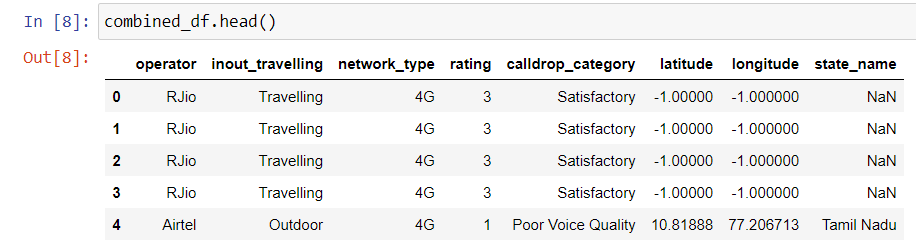 In [8]: combined_df.head()
Out[8]:
operator inout_travelling network_type rating calldrop_category latitude longitude state_name
0 RJio Travelling 4G 3 Satisfactory -1.00000 -1.000000 NaN
1 RJio Travelling 4G 3 Satisfactory -1.00000 -1.000000 NaN
2 RJio Travelling 4G 3 Satisfactory -1.00000 -1.000000 NaN
3 RJio Travelling 4G 3 Satisfactory -1.00000 -1.000000 NaN
4 Airtel Outdoor 4G 1 Poor Voice Quality 10.81888 77.206713 Tamil Nadu